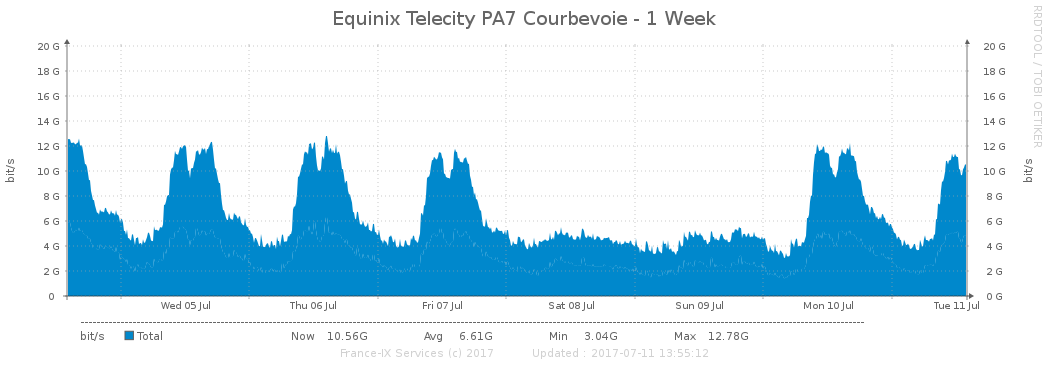 Equinix Telecity PA7 Courbevoie - 1 Week
RRDTOOL / TOBI OETIKER
20 G 20 G
18 G 18 G
16 G 16 G
14 G 14 G
12 G 12 G
10 G 10 G
8 G 8 G
6 G 6 G
4 G 4 G
2 G 2 G
0 0 G
bit/s
bit/s
Wed 05 Jul Thu 06 Jul Fri 07 Jul Sat 08 Jul Sun 09 Jul Mon 10 Jul Tue 11 Jul
bit/s Total Now 10.56G Avg 6.61G Min 3.04G Max 12.78G
France-IX Services (c) 2017 Updated : 2017-07-11 13:55:12